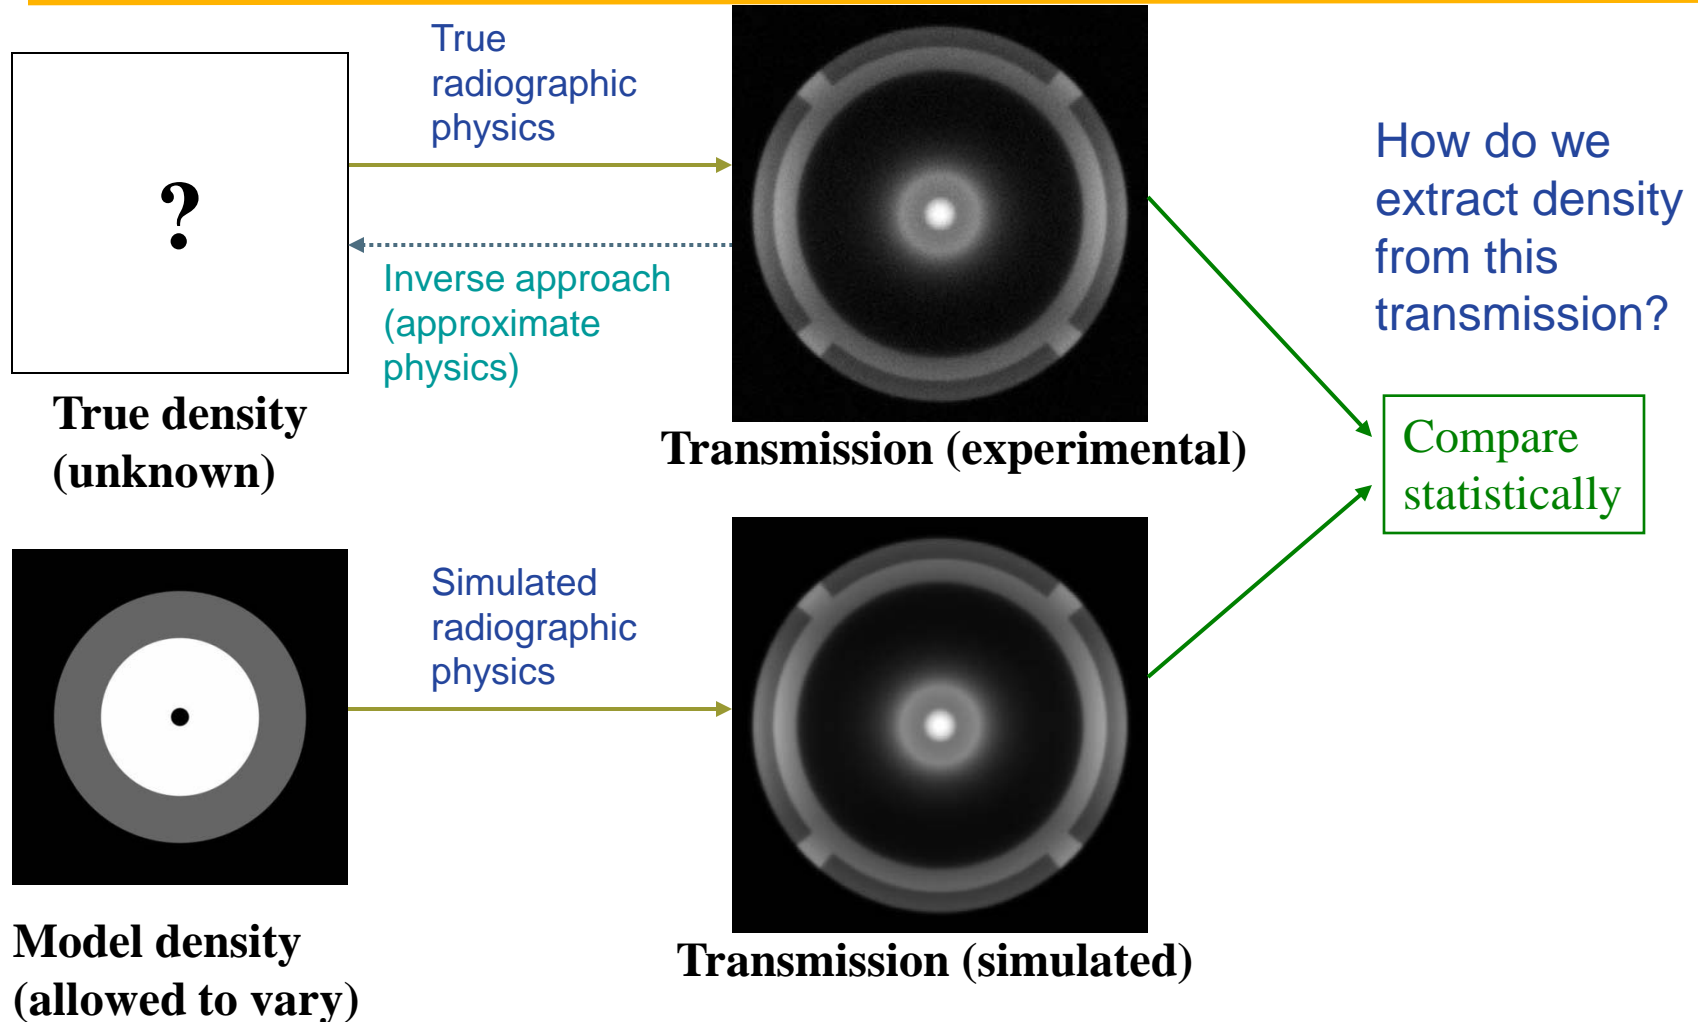 True
radiographic
physics
?
Inverse approach
(approximate
physics)
True density
(unknown)
Transmission (experimental)
How do we
extract density
from this
transmission?
Compare
statistically
Simulated
radiographic
physics
Model density
(allowed to vary)
Transmission (simulated)